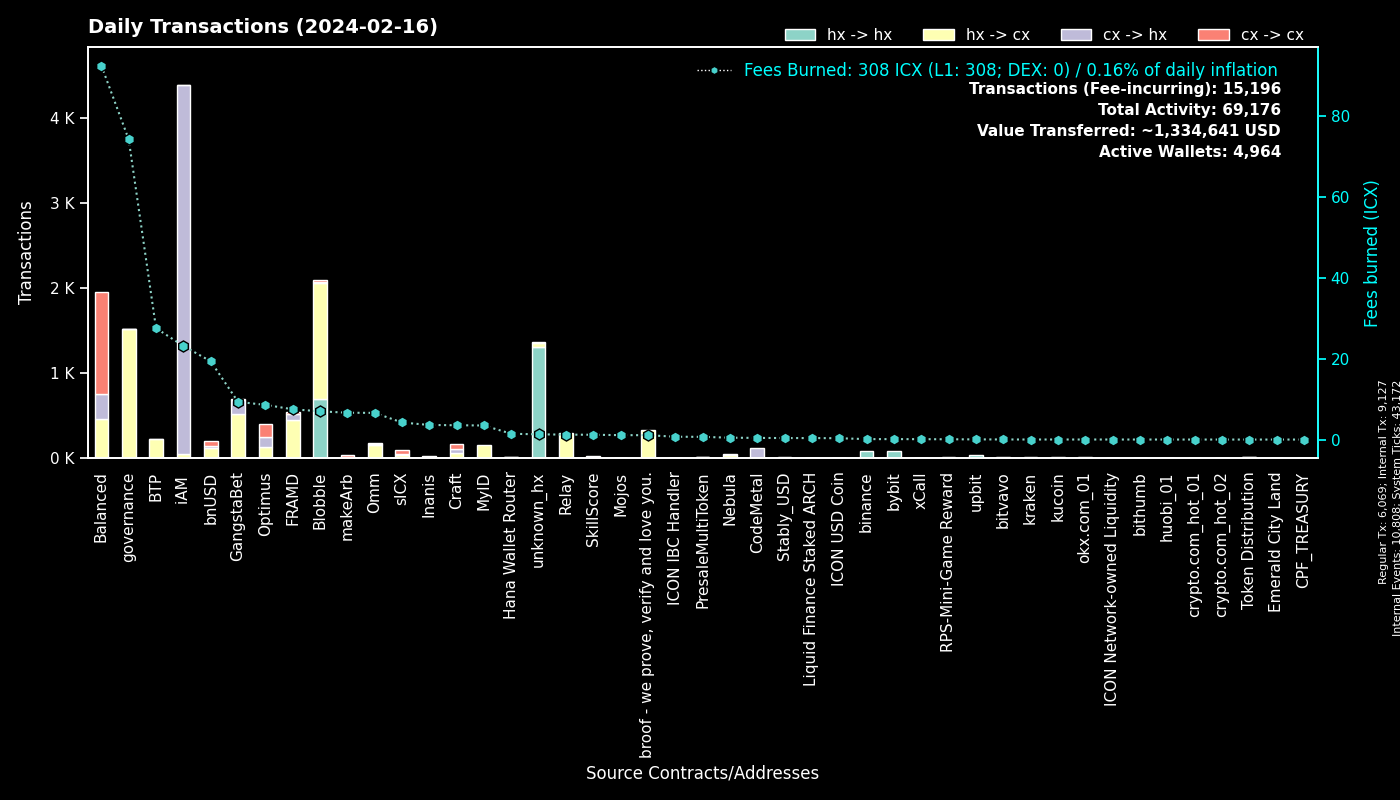 Daily Transactions (2024-02-16)
hx -> hx
hx -> cx
cx -> hx
cx -> cx
Fees Burned: 308 ICX (L1: 308; DEX: 0) / 0.16% of daily inflation
Transactions (Fee-incurring): 15,196
Total Activity: 69,176
Value Transferred: ~1,334,641 USD
Active Wallets: 4,964
Transactions
4 K
3 K
2 K
1 K
0 K
80
60
40
20
0
Fees burned (ICX)
Balanced
governance
BTP
iAM
bnUSD
GangstaBet
Optimus
FRAMD
Blobble
makeArb
Omm
sICX
Inanis
Craft
MyID
Hana Wallet Router
unknown_hx
Relay
SkillScore
Mojos
broof - we prove, verify and love you.
ICON IBC Handler
PresaleMultiToken
Nebula
CodeMetal
Stably_USD
Liquid Finance Staked ARCH
ICON USD Coin
binance
bybit
xCall
RPS-Mini-Game Reward
upbit
bitvavo
kraken
kucoin
okx.com_01
ICON Network-owned Liquidity
bithumb
huobi_01
crypto.com_hot_01
crypto.com_hot_02
Token Distribution
Emerald City Land
CPF_TREASURY
Source Contracts/Addresses
Regular Tx: 6,069; Internal Tx: 9,127
Internal Events: 10,808; System Ticks: 43,172